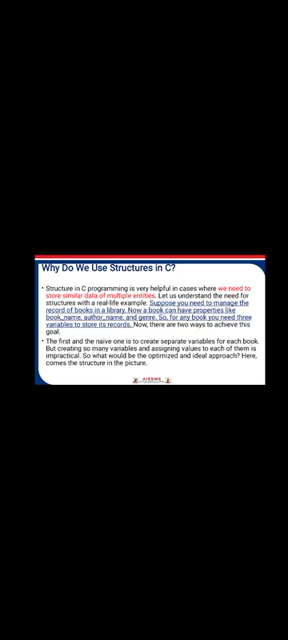 Why Do We Use Structures in C?
• Structure in C programming is very helpful in cases where we need to
store similar data of multiple entities. Let us understand the need for
structures with a real-life example. Suppose you need to manage the
record of books in a library. Now a book can have properties like
book_name, author_name, and genre. So, for any book you need three
variables to store its records. Now, there are two ways to achieve this
goal.
• The first and the naive one is to create separate variables for each book.
But creating so many variables and assigning values to each of them is
impractical. So what would be the optimized and ideal approach? Here,
comes the structure in the picture.
AISSMS